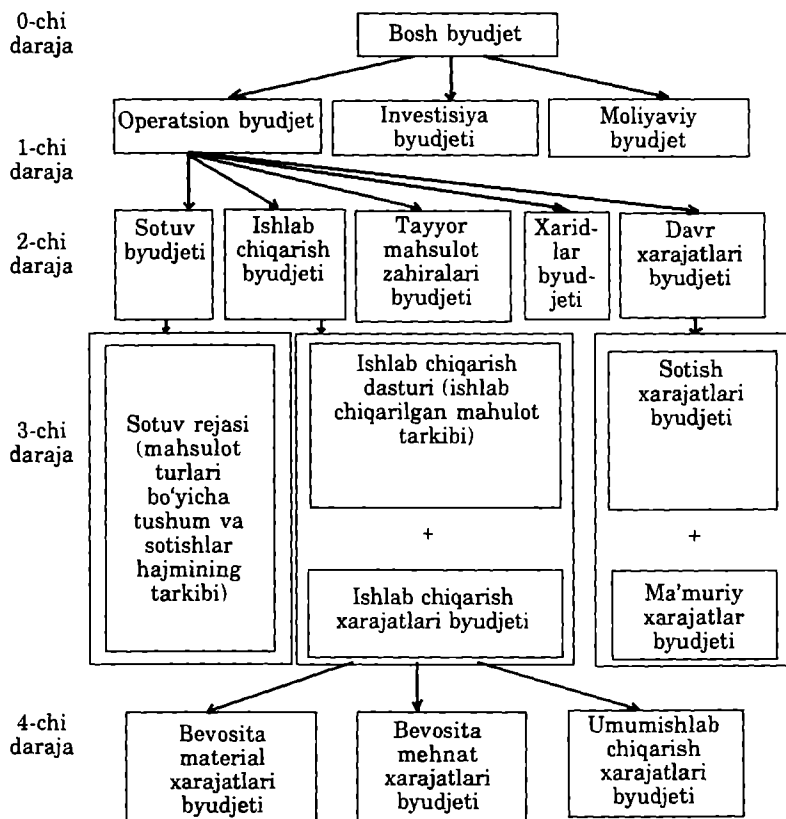 0-chi
daraja
Bosh byudjet
Operatsion byudjet
Investisiya
byudjeti
Moliyaviy
byudjet
1-chi
daraja
2-chi
daraja
Sotuv
byudjeti
Ishlab
chiqarish
byudjeti
Tayyor
mahsulot
zahiralari
byudjeti
Xarid-
lar
byud-
jeti
Davr
xarajatlari
byudjeti
3-chi
daraja
Sotuv rejasi
(mahsulot
turlari
bo‘yicha
tushum va
sotishlar
hajmining
tarkibi)
Ishlab chiqarish
dasturi (ishlab
chiqarilgan mahulot
tarkibi)
+
Ishlab chiqarish
xarajatlari byudjeti
Sotish
xarajatlari
byudjeti
+
Ma’muriy
xarajatlar
byudjeti
4-chi
daraja
Bevosita
material
xarajatlari
byudjeti
Bevosita
mehnat
xarajatlari
byudjeti
Umumishlab
chiqarish
xarajatlari
byudjeti